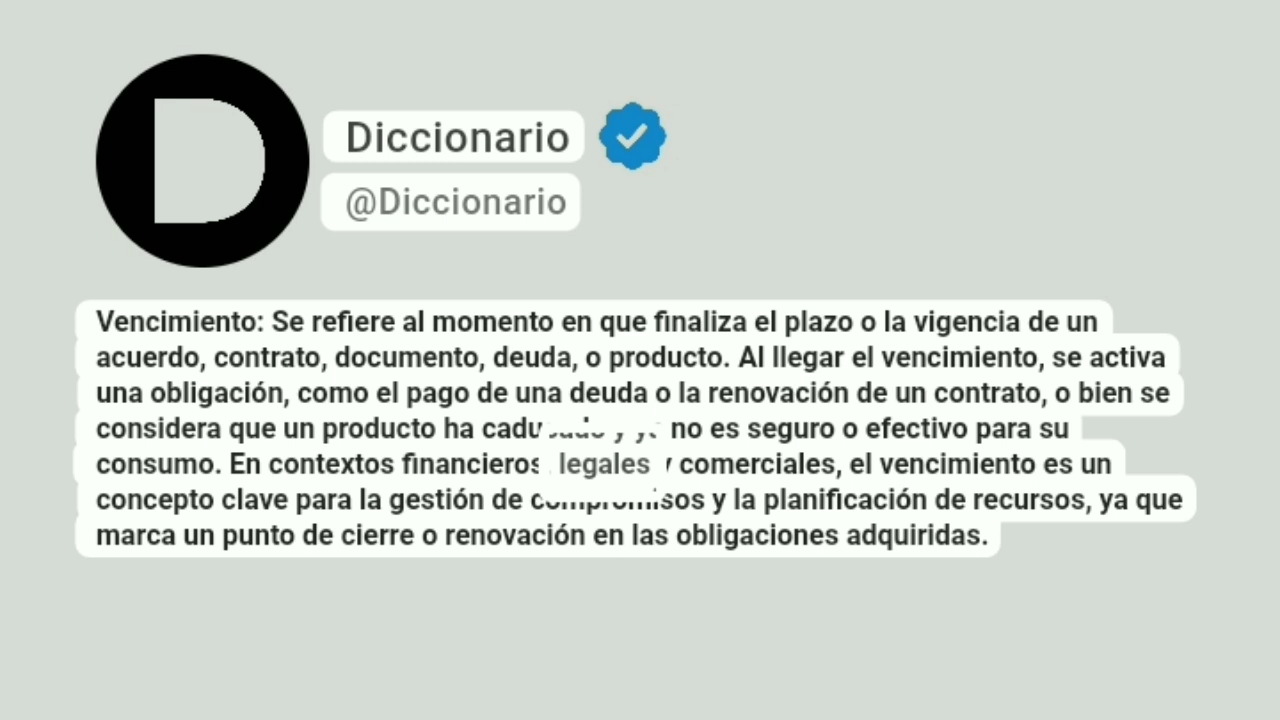 Diccionario
@Diccionario
Vencimiento: Se refiere al momento en que finaliza el plazo o la vigencia de un
acuerdo, contrato, documento, deuda, o producto. Al llegar el vencimiento, se activa
una obligación, como el pago de una deuda o la renovación de un contrato, o bien se
considera que un producto ha no es seguro o efectivo para su
consumo. En contextos financieros legales y comerciales, el vencimiento es un
concepto clave para la gestión de compromisos y la planificación de recursos, ya que
marca un punto de cierre o renovación en las obligaciones adquiridas.